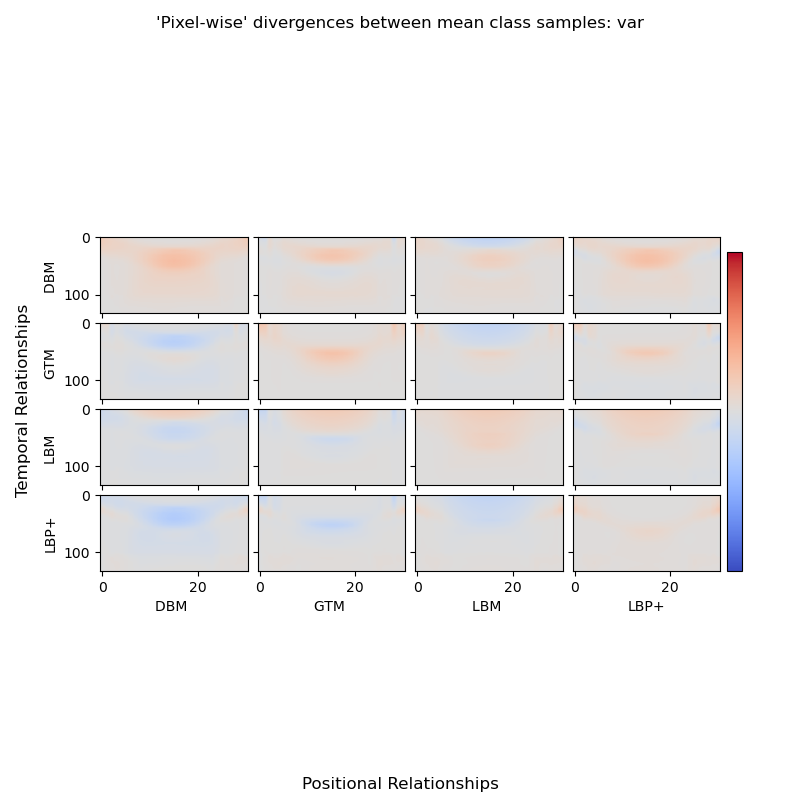 'Pixel-wise' divergences between mean class samples: var
Temporal Relationships
DBM
0
100
GTM
0
100
LBM
0
100
LBP+
0
100
0 20 0 20 0 20 0 20
DBM GTM LBM LBP+
Positional Relationships